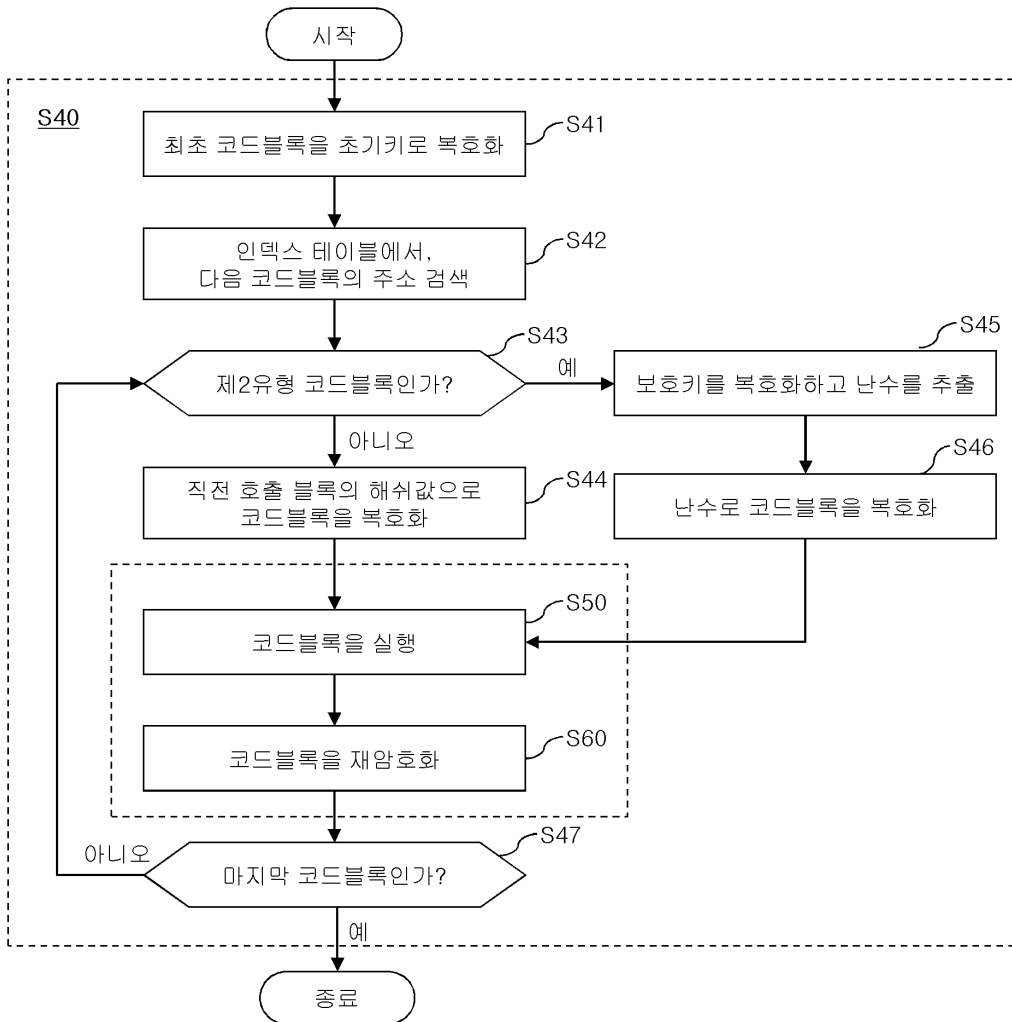 시작
S40
최초 코드블록을 초기키로 복호화
S41
인덱스 테이블에서,
다음 코드블록의 주소 검색
S42
제2유형 코드블록인가?
S43
예
보호키를 복호화하고 난수를 추출
S45
아니오
직전 호출 블록의 해쉬값으로
코드블록을 복호화
S44
난수로 코드블록을 복호화
S46
코드블록을 실행
S50
코드블록을 재암호화
S60
마지막 코드블록인가?
S47
아니오
예
종료